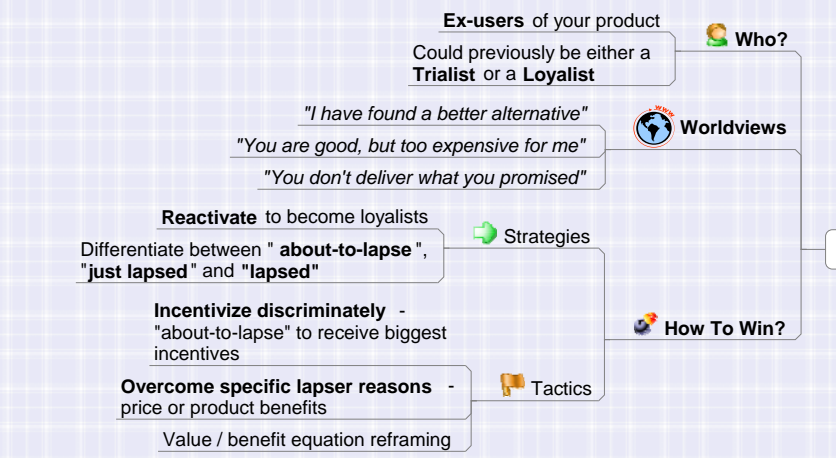 Ex-users of your product
Who?
Could previously be either a
Trialist or a Loyalist
"I have found a better alternative"
WWW
Worldviews
"You are good, but too expensive for me"
"You don't deliver what you promised"
Reactivate to become loyalists
Strategies
Differentiate between " about-to-lapse ",
"just lapsed " and "lapsed"
Incentivize discriminately -
"about-to-lapse" to receive biggest
incentives
How To Win?
Overcome specific lapser reasons -
price or product benefits
Tactics
Value / benefit equation reframing